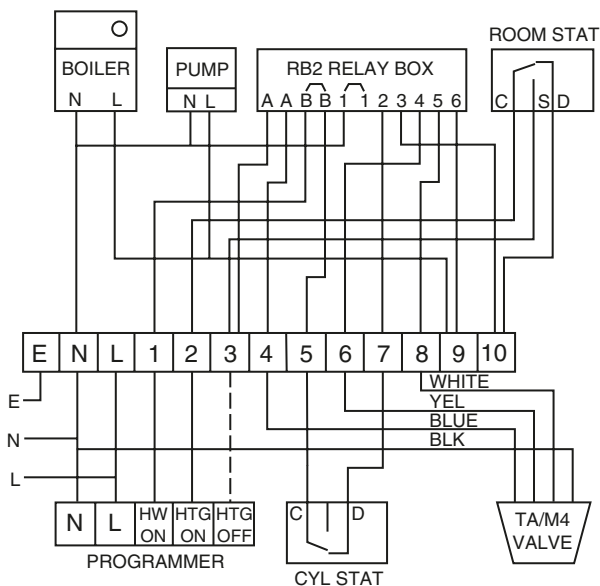 ROOM STAT
BOILER
PUMP
RB2 RELAY BOX
N L
N L
A A B B 1 1 2 3 4 5 6
C S D
E N L 1 2 3 4 5 6 7 8 9 10
WHITE
E
YEL
BLUE
N
BLK
L
N L HW ON HTG ON HTG OFF
C D
TA/M4
VALVE
PROGRAMMER
CYL STAT